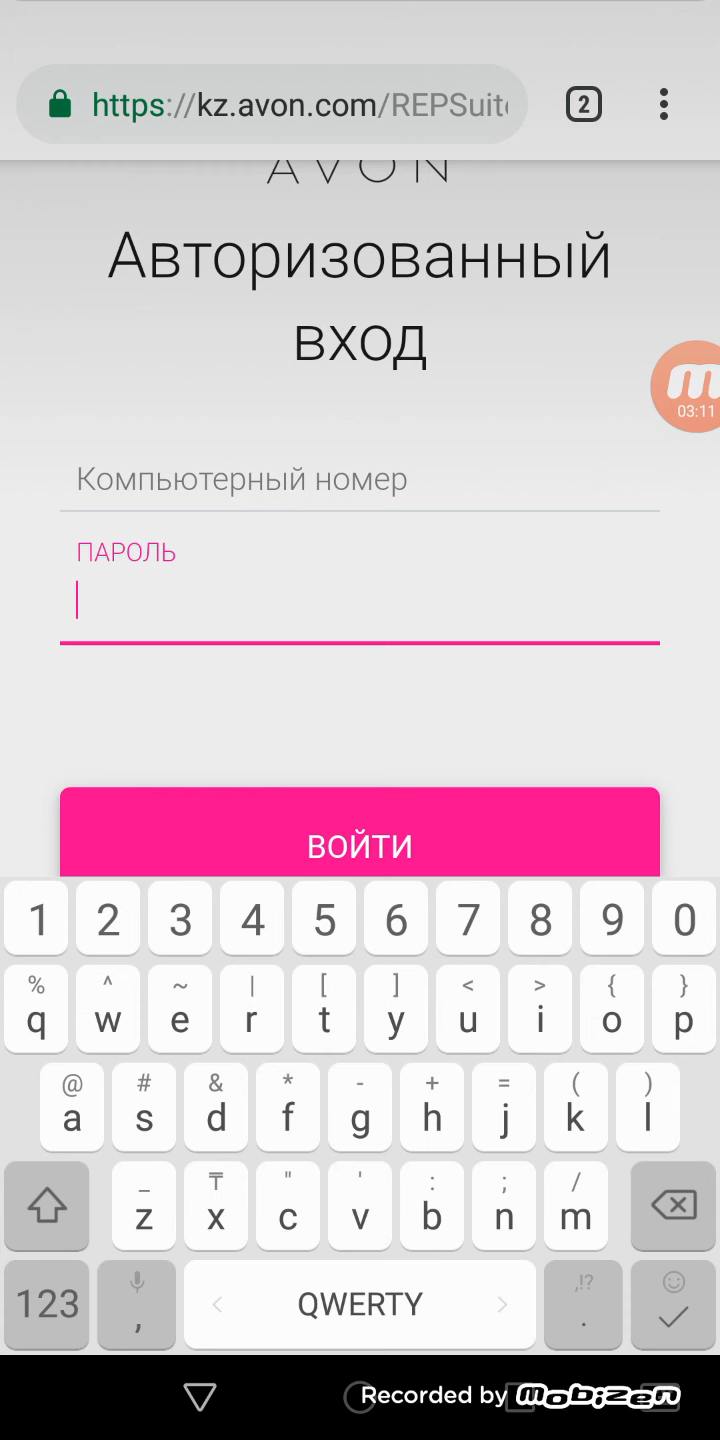 https://kz.avon.com/REPSuit
2
AVON
Авторизованный
вход
03:11
Компьютерный номер
ПАРОЛЬ
ВОЙТИ
1 2 3 4 5 6 7 8 9 0
% ^ ~ | [ ] < > { }
q w e r t y u i o p
@ # & * - + = ( )
a s d f g h j k l
_ ₸ " ' : ; /
z x c v b n m
,!?
123 , QWERTY .
Recorded by mobizen